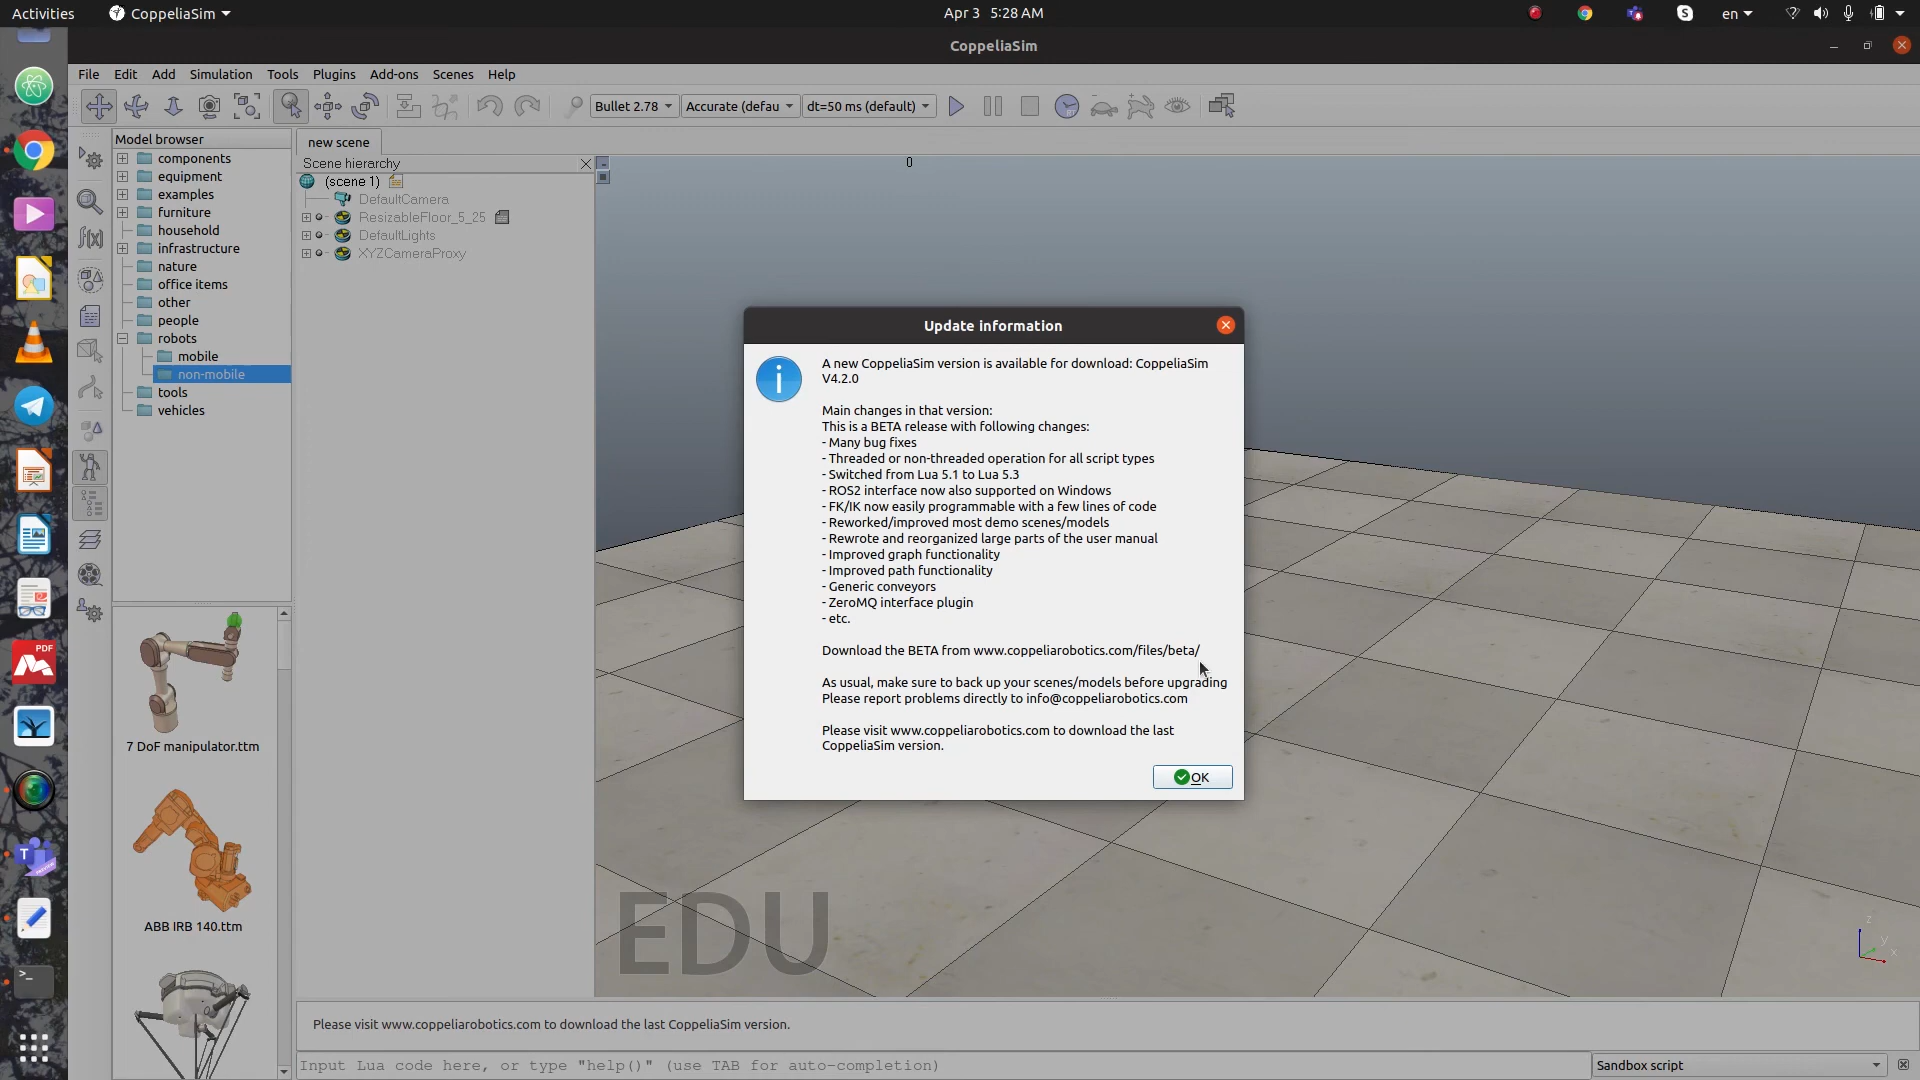 Activities
CoppeliaSim
Apr 3 5:28 AM
en
CoppeliaSim
File Edit Add Simulation Tools Plugins Add-ons Scenes Help
Bullet 2.78
Accurate (defau
dt=50 ms (default)
Model browser
components
equipment
examples
furniture
household
infrastructure
nature
office items
other
people
robots
mobile
non-mobile
tools
vehicles
7 DoF manipulator.ttm
ABB IRB 140.ttm
new scene
Scene hierarchy
(scene 1)
DefaultCamera
ResizableFloor_5_25
DefaultLights
XYZCameraProxy
0
Update information
A new CoppeliaSim version is available for download: CoppeliaSim
V4.2.0
Main changes in that version:
This is a BETA release with following changes:
- Many bug fixes
- Threaded or non-threaded operation for all script types
- Switched from Lua 5.1 to Lua 5.3
- ROS2 interface now also supported on Windows
- FK/IK now easily programmable with a few lines of code
- Reworked/improved most demo scenes/models
- Rewrote and reorganized large parts of the user manual
- Improved graph functionality
- Improved path functionality
- Generic conveyors
- ZeroMQ interface plugin
- etc.
Download the BETA from www.coppeliarobotics.com/files/beta/
As usual, make sure to back up your scenes/models before upgrading
Please report problems directly to info@coppeliarobotics.com
Please visit www.coppeliarobotics.com to download the last
CoppeliaSim version.
OK
EDU
z
y
x
Please visit www.coppeliarobotics.com to download the last CoppeliaSim version.
Input Lua code here, or type "help()" (use TAB for auto-completion)
Sandbox script
PDF